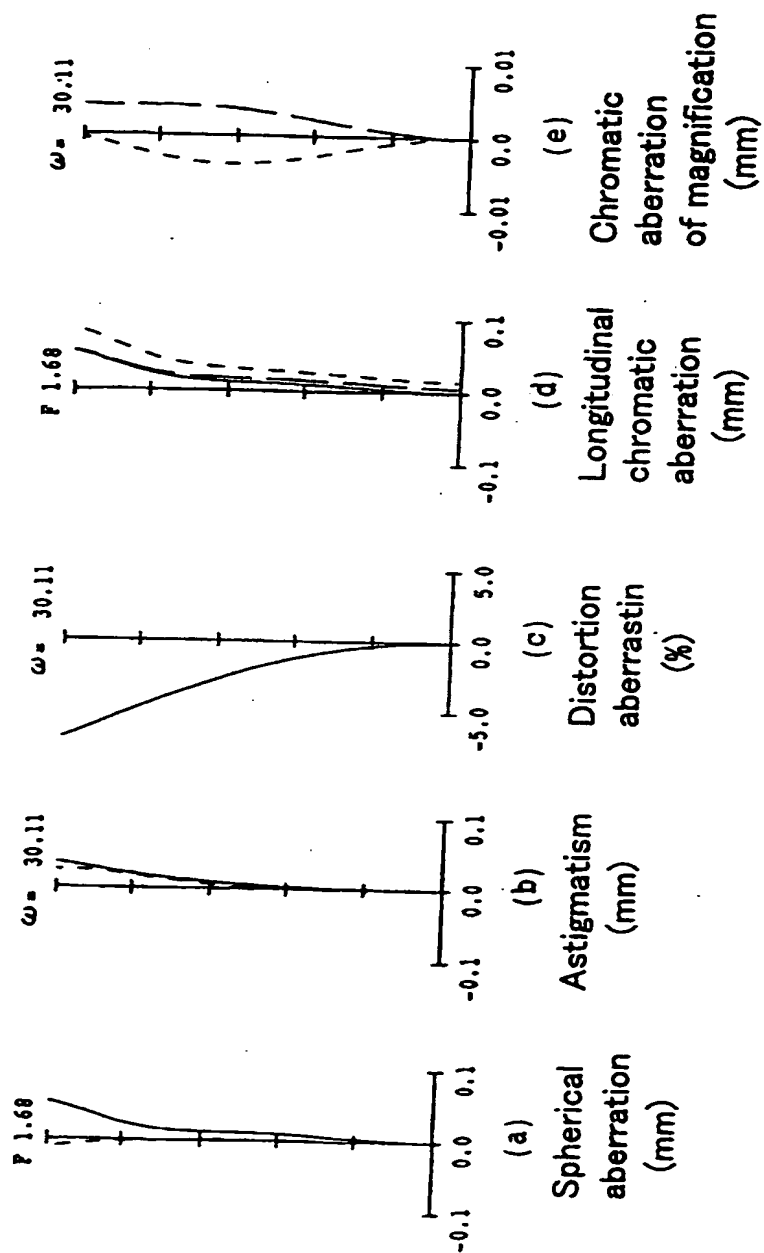 F 1.68
-0.1 0.0 0.1
(a)
Spherical
aberration
(mm)
ω= 30.11
-0.1 0.0 0.1
(b)
Astigmatism
(mm)
ω= 30.11
-5.0 0.0 5.0
(c)
Distortion
aberrastin
(%)
F 1.68
-0.1 0.0 0.1
(d)
Longitudinal
chromatic
aberration
(mm)
ω= 30.11
-0.01 0.0 0.01
(e)
Chromatic
aberration
of magnification
(mm)